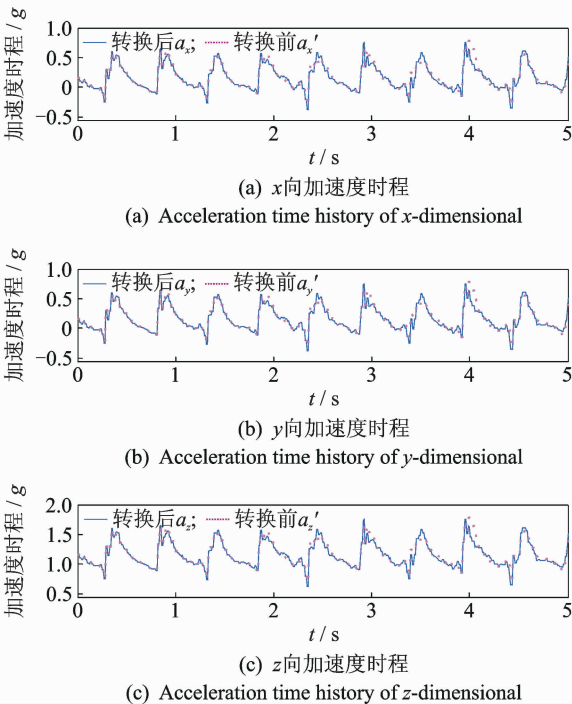 加速度时程 / g
1.0
0.5
0
−0.5
转换后ax; 转换前ax′
0 1 2 3 4 5
t / s
(a) x向加速度时程
(a) Acceleration time history of x-dimensional
加速度时程 / g
1.0
0.5
0
−0.5
转换后ay; 转换前ay′
0 1 2 3 4 5
t / s
(b) y向加速度时程
(b) Acceleration time history of y-dimensional
加速度时程 / g
2.0
1.5
1.0
0.5
转换后az; 转换前az′
0 1 2 3 4 5
t / s
(c) z向加速度时程
(c) Acceleration time history of z-dimensional